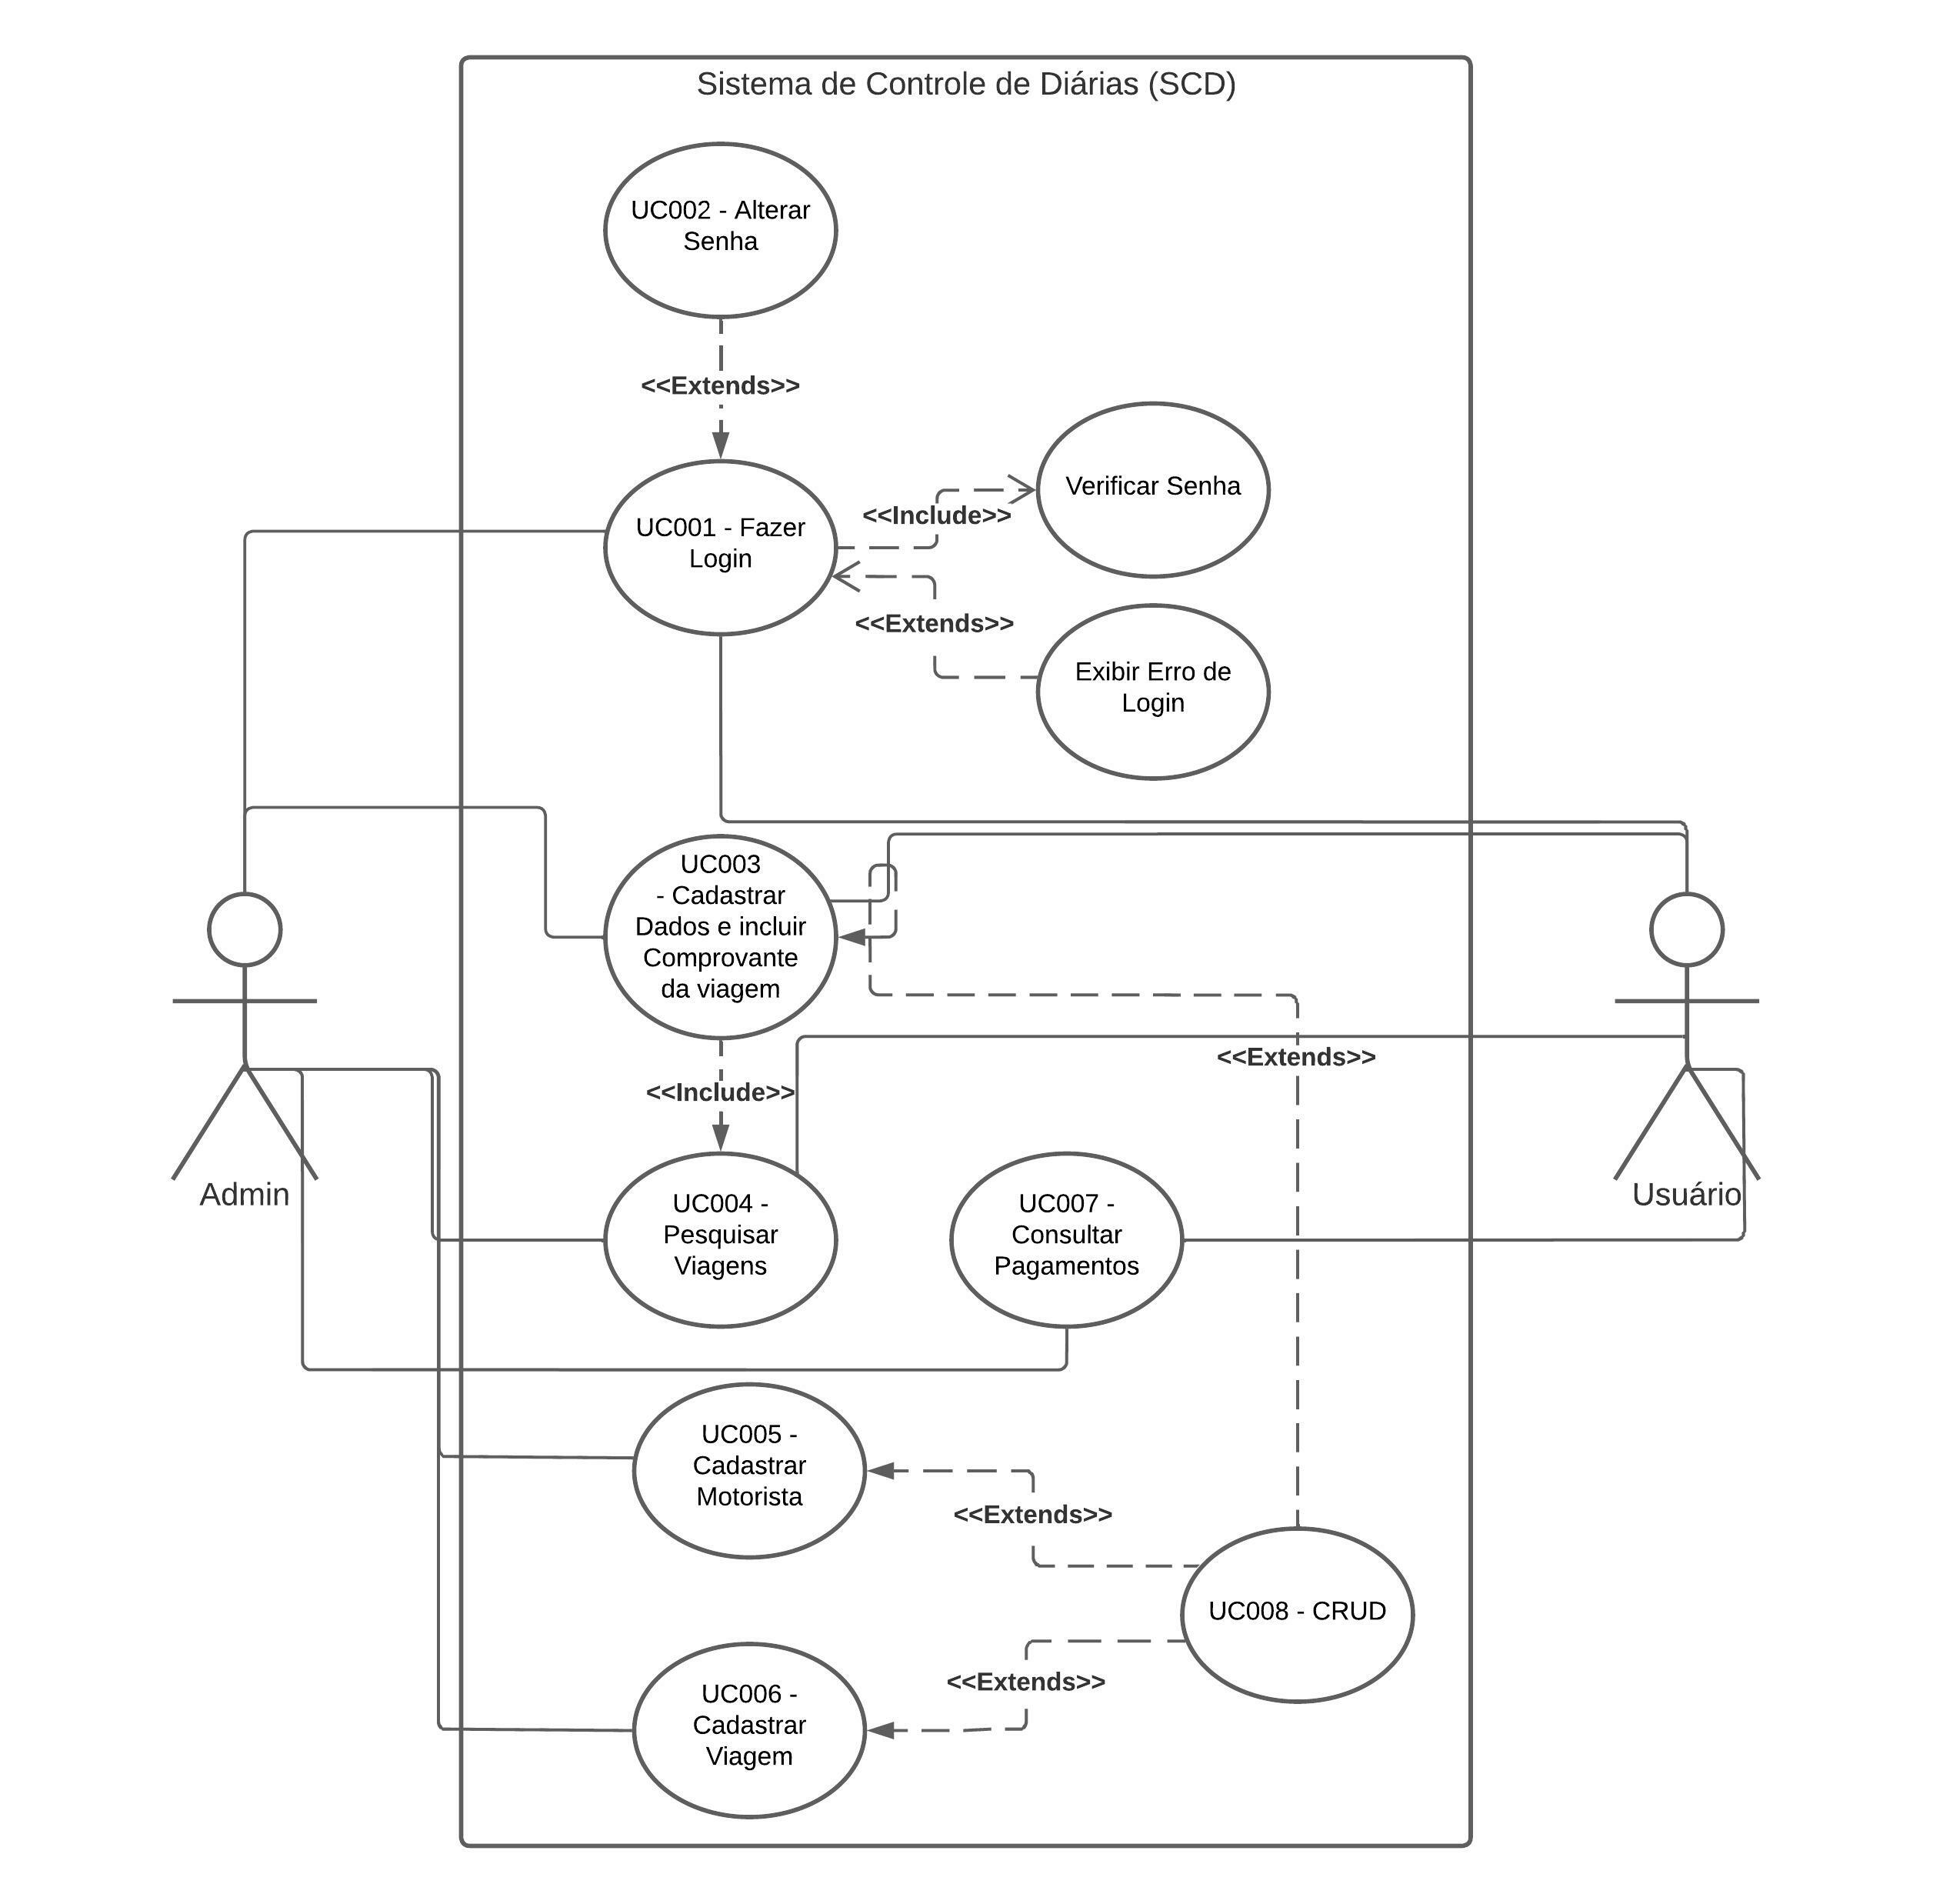 Sistema de Controle de Diárias (SCD)
UC002 - Alterar
Senha
<<Extends>>
Verificar Senha
<<Include>>
UC001 - Fazer
Login
<<Extends>>
Exibir Erro de
Login
UC003
- Cadastrar
Dados e incluir
Comprovante
da viagem
<<Extends>>
<<Include>>
Admin
Usuário
UC004 -
Pesquisar
Viagens
UC007 -
Consultar
Pagamentos
UC005 -
Cadastrar
Motorista
<<Extends>>
UC008 - CRUD
<<Extends>>
UC006 -
Cadastrar
Viagem